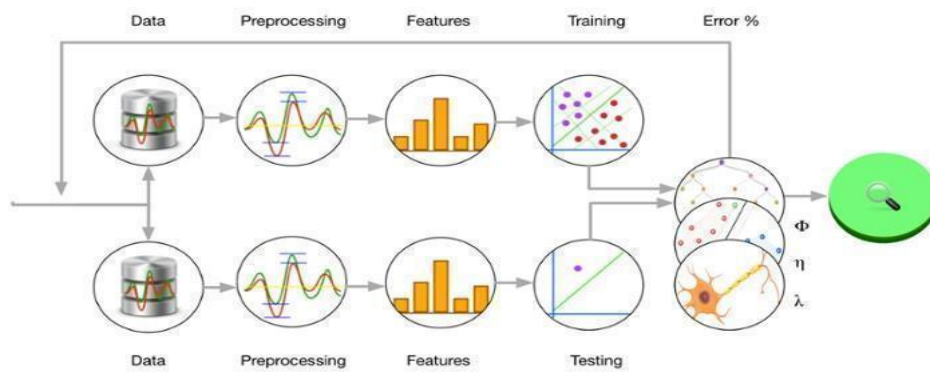 Data Preprocessing Features Training Error %
Φ
η
λ
Data Preprocessing Features Testing